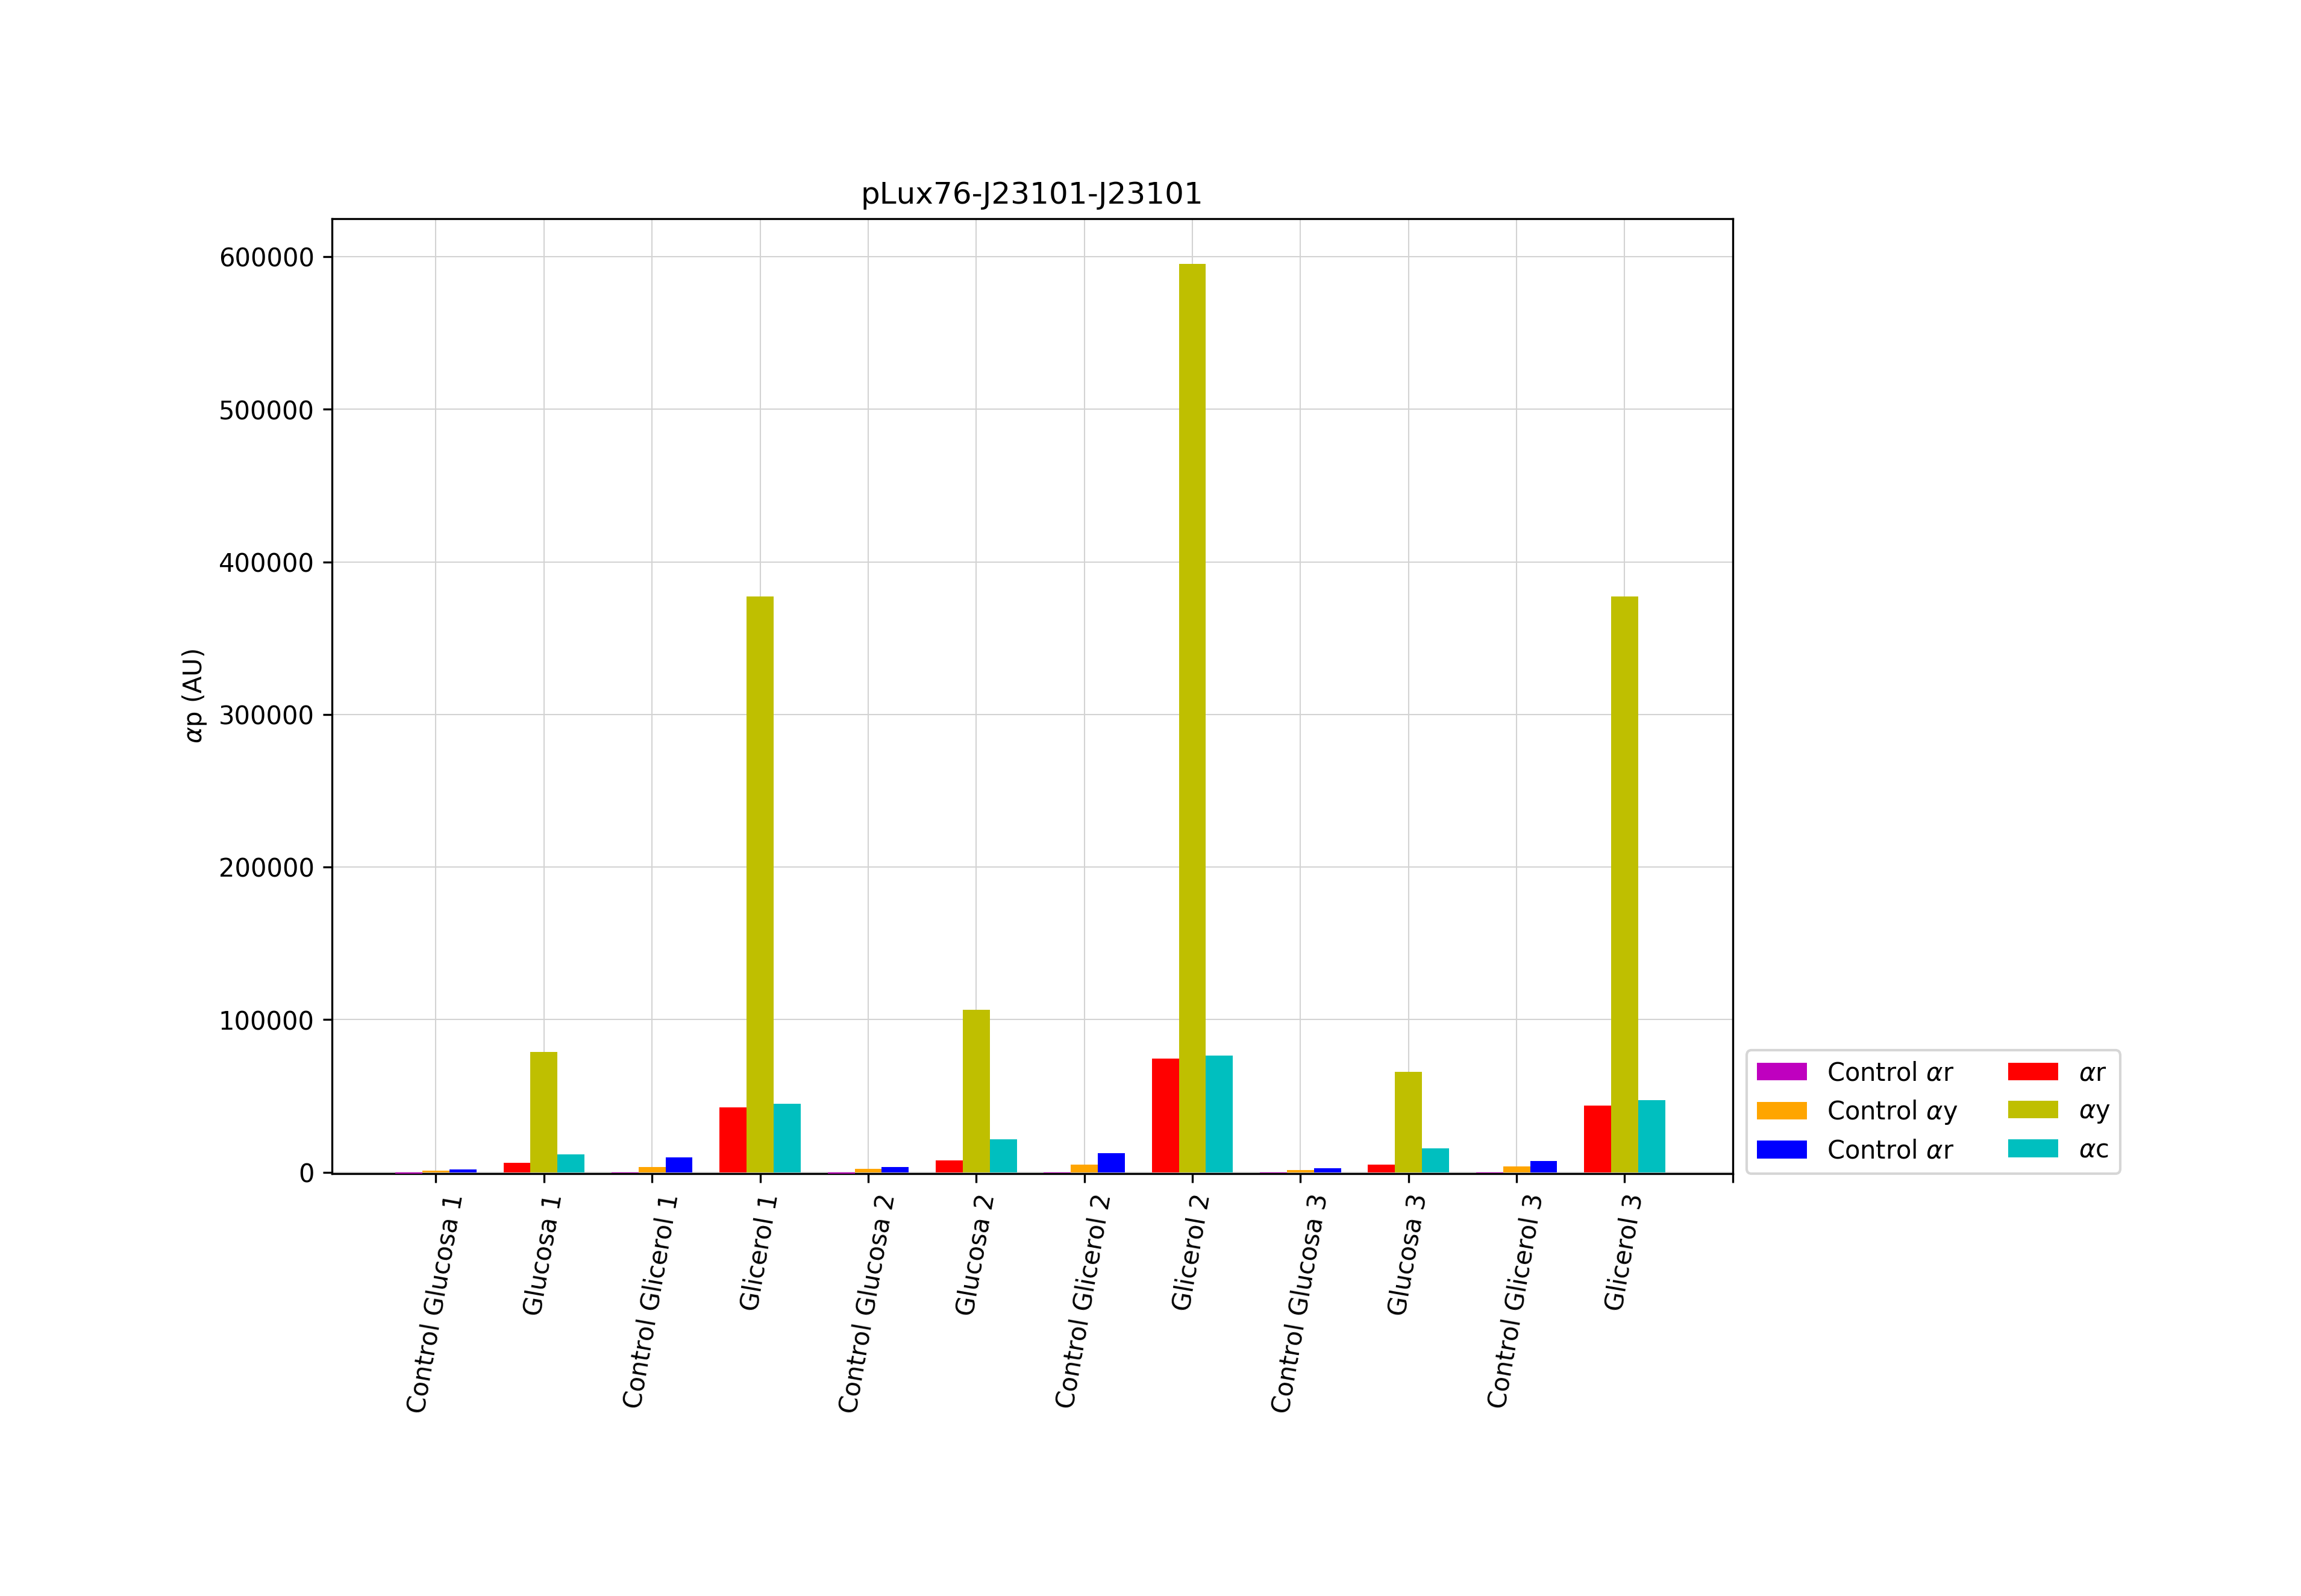 pLux76-J23101-J23101
αp (AU)
600000
500000
400000
300000
200000
100000
0
Control Glucosa 1
Glucosa 1
Control Glicerol 1
Glicerol 1
Control Glucosa 2
Glucosa 2
Control Glicerol 2
Glicerol 2
Control Glucosa 3
Glucosa 3
Control Glicerol 3
Glicerol 3
Control αr
Control αy
Control αr
αr
αy
αc